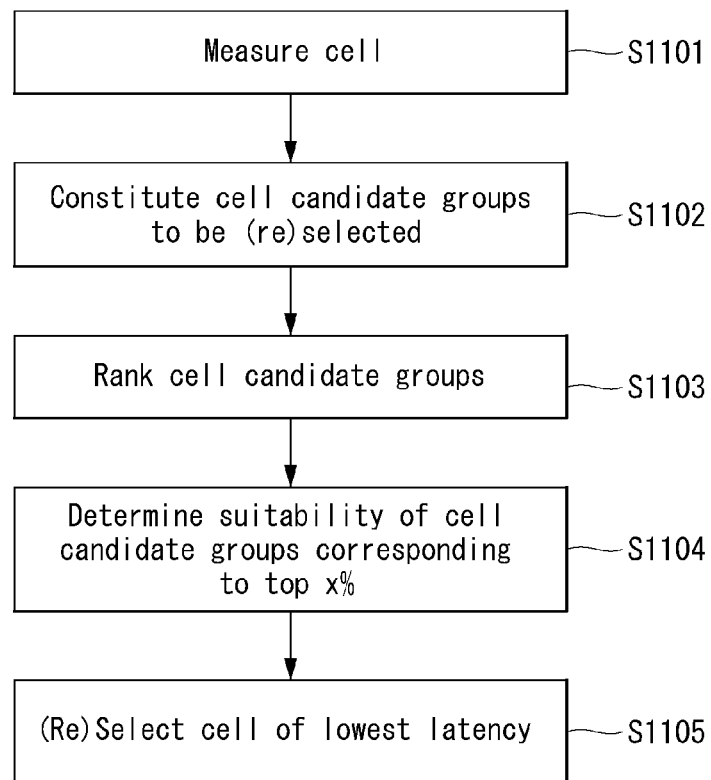 Measure cell
S1101
Constitute cell candidate groups
to be (re)selected
S1102
Rank cell candidate groups
S1103
Determine suitability of cell
candidate groups corresponding
to top x%
S1104
(Re)Select cell of lowest latency
S1105